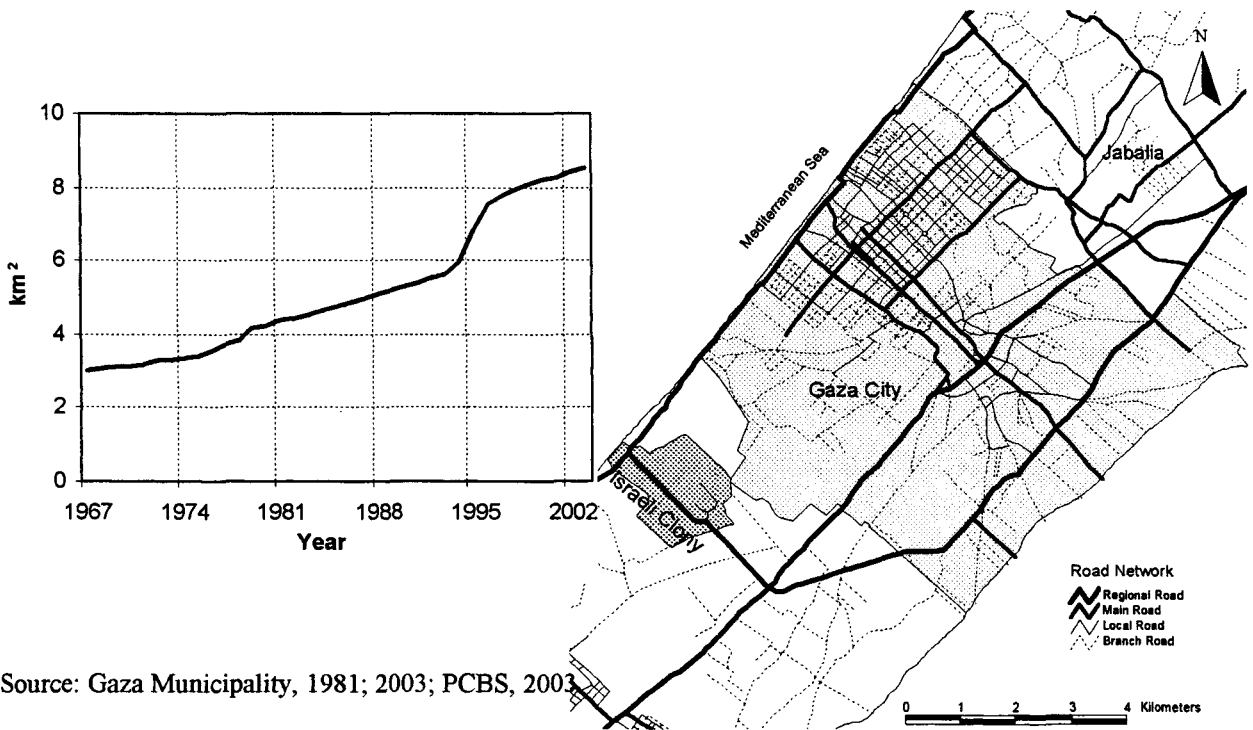 10
8
6
4
2
0
km²
1967 1974 1981 1988 1995 2002
Year
N
Mediterranean Sea
Jabalia
Gaza City
Israeli Clony
Road Network
Regional Road
Main Road
Local Road
Branch Road
0 1 2 3 4 Kilometers
Source: Gaza Municipality, 1981; 2003; PCBS, 2003